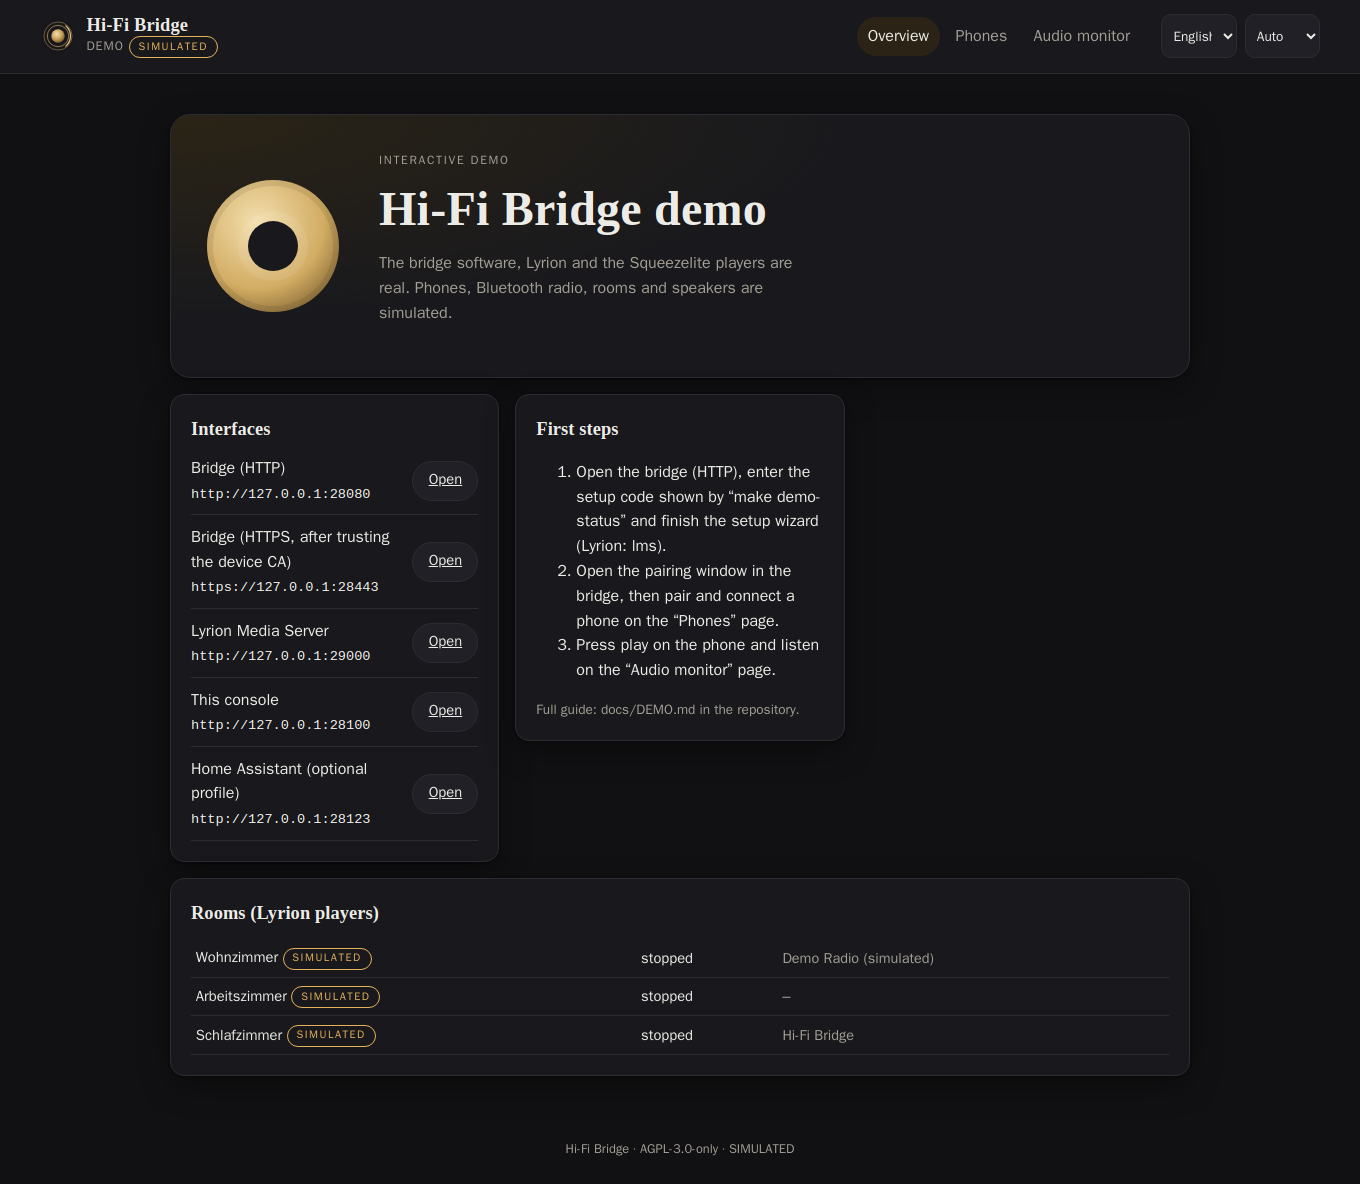 Hi-Fi Bridge
DEMO SIMULATED
Overview
Phones
Audio monitor
English
Auto
INTERACTIVE DEMO
Hi-Fi Bridge demo
The bridge software, Lyrion and the Squeezelite players are
real. Phones, Bluetooth radio, rooms and speakers are
simulated.
Interfaces
Bridge (HTTP)
http://127.0.0.1:28080
Open
Bridge (HTTPS, after trusting
the device CA)
https://127.0.0.1:28443
Open
Lyrion Media Server
http://127.0.0.1:29000
Open
This console
http://127.0.0.1:28100
Open
Home Assistant (optional
profile)
http://127.0.0.1:28123
Open
First steps
1. Open the bridge (HTTP), enter the
setup code shown by “make demo-
status” and finish the setup wizard
(Lyrion: lms).
2. Open the pairing window in the
bridge, then pair and connect a
phone on the “Phones” page.
3. Press play on the phone and listen
on the “Audio monitor” page.
Full guide: docs/DEMO.md in the repository.
Rooms (Lyrion players)
Wohnzimmer SIMULATED stopped Demo Radio (simulated)
Arbeitszimmer SIMULATED stopped –
Schlafzimmer SIMULATED stopped Hi-Fi Bridge
Hi-Fi Bridge · AGPL-3.0-only · SIMULATED